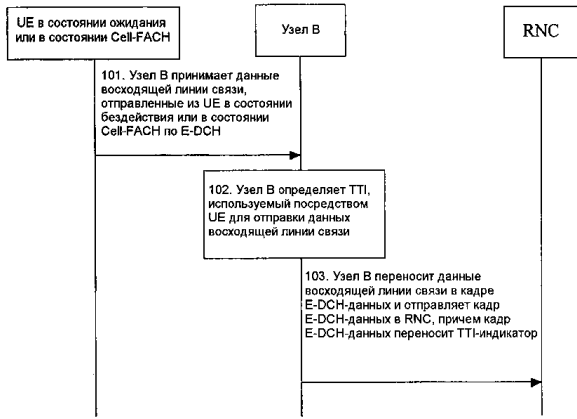 UE в состоянии ожидания
или в состоянии Cell-FACH
Узел В
RNC
101. Узел В принимает данные
восходящей линии связи,
отправленные из UE в состоянии
бездействия или в состоянии
Cell-FACH по E-DCH
102. Узел В определяет TTI,
используемый посредством
UE для отправки данных
восходящей линии связи
103. Узел В переносит данные
восходящей линии связи в кадре
E-DCH-данных и отправляет кадр
E-DCH-данных в RNC, причем кадр
E-DCH-данных переносит TTI-индикатор